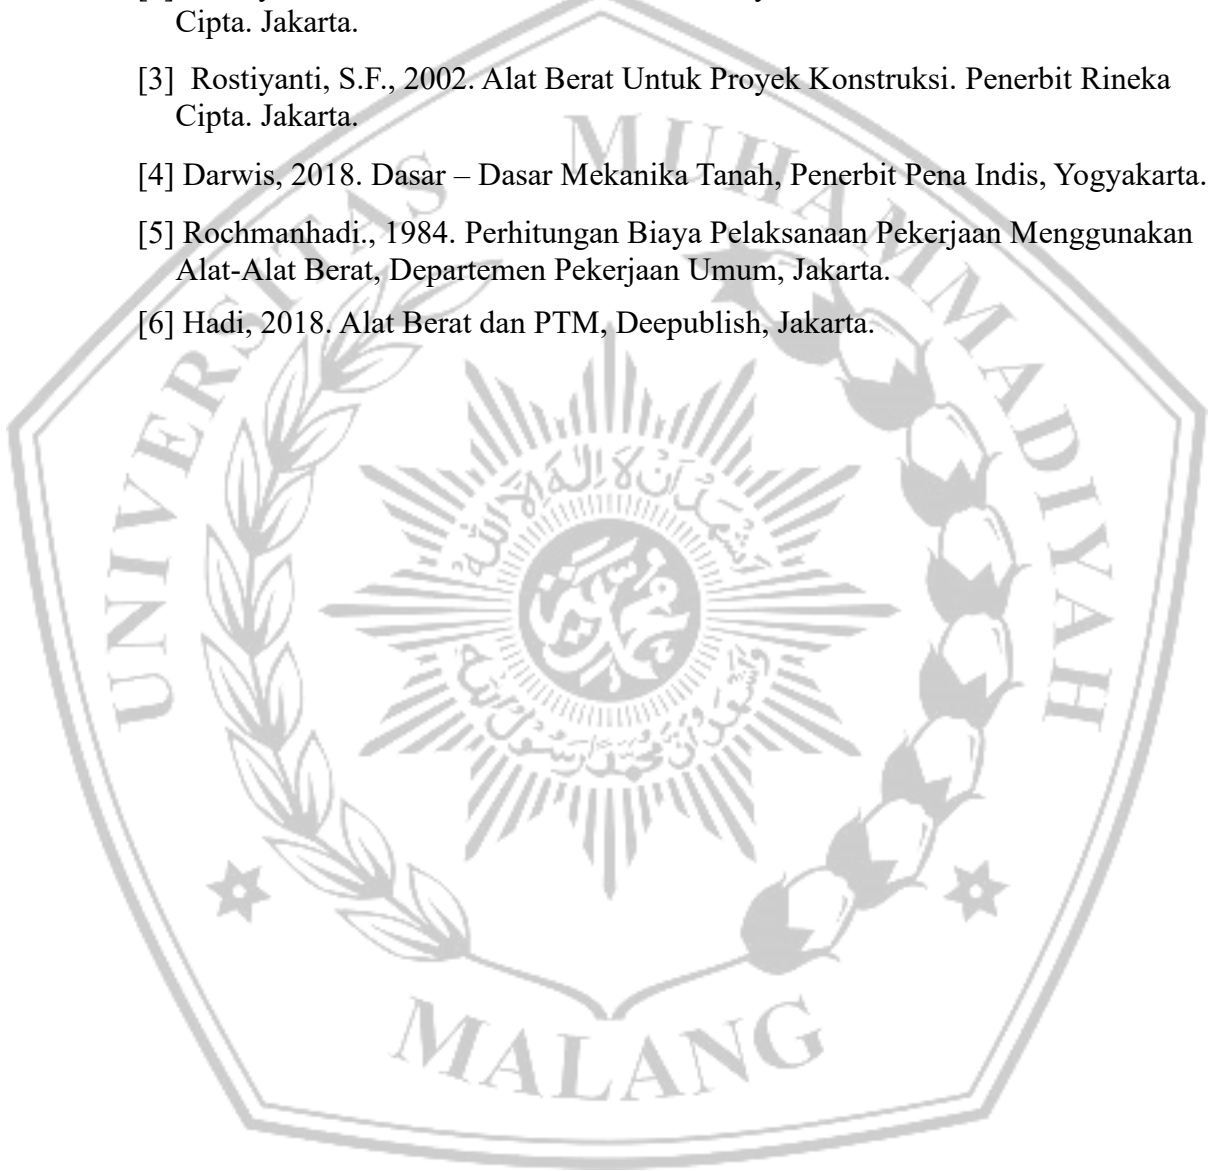 Cipta. Jakarta.
[3] Rostiyanti, S.F., 2002. Alat Berat Untuk Proyek Konstruksi. Penerbit Rineka
Cipta. Jakarta.
[4] Darwis, 2018. Dasar – Dasar Mekanika Tanah, Penerbit Pena Indis, Yogyakarta.
[5] Rochmanhadi., 1984. Perhitungan Biaya Pelaksanaan Pekerjaan Menggunakan
Alat-Alat Berat, Departemen Pekerjaan Umum, Jakarta.
[6] Hadi, 2018. Alat Berat dan PTM, Deepublish, Jakarta.
UNIVERSITAS MUHAMMADIYAH
MALANG